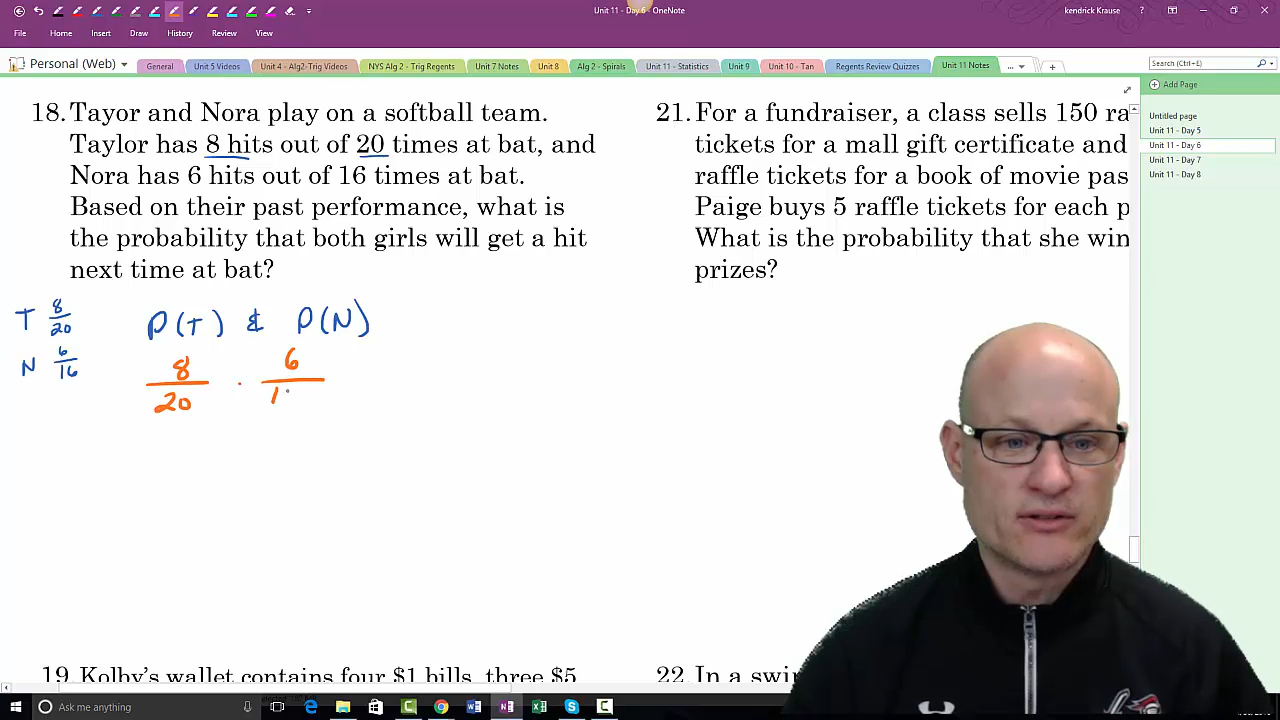 Unit 11 - Day 6 - OneNote
kendrick Krause
?
File
Home
Insert
Draw
History
Review
View
Personal (Web)
General
Unit 5 Videos
Unit 4 - Alg2-Trig Videos
NYS Alg 2 - Trig Regents
Unit 7 Notes
Unit 8
Alg 2 - Spirals
Unit 11 - Statistics
Unit 9
Unit 10 - Tan
Regents Review Quizzes
Unit 11 Notes
...
Search (Ctrl+E)
Add Page
Untitled page
Unit 11 - Day 5
Unit 11 - Day 6
Unit 11 - Day 7
Unit 11 - Day 8
18. Tayor and Nora play on a softball team.
Taylor has 8 hits out of 20 times at bat, and
Nora has 6 hits out of 16 times at bat.
Based on their past performance, what is
the probability that both girls will get a hit
next time at bat?
T 8/20
N 6/16
P(T) & P(N)
8/20 · 6/1
21. For a fundraiser, a class sells 150 ra
tickets for a mall gift certificate and
raffle tickets for a book of movie pas
Paige buys 5 raffle tickets for each p
What is the probability that she win
prizes?
19. Kolby's wallet contains four $1 bills, three $5
22. In a swi
Ask me anything